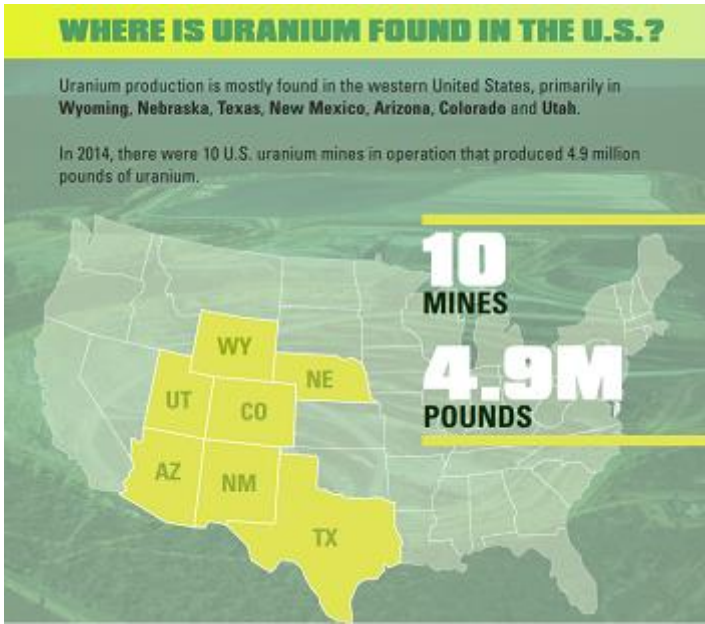 WHERE IS URANIUM FOUND IN THE U.S.?
Uranium production is mostly found in the western United States, primarily in
Wyoming, Nebraska, Texas, New Mexico, Arizona, Colorado and Utah.
In 2014, there were 10 U.S. uranium mines in operation that produced 4.9 million
pounds of uranium.
10
MINES
4.9M
POUNDS
WY
NE
UT
CO
AZ
NM
TX